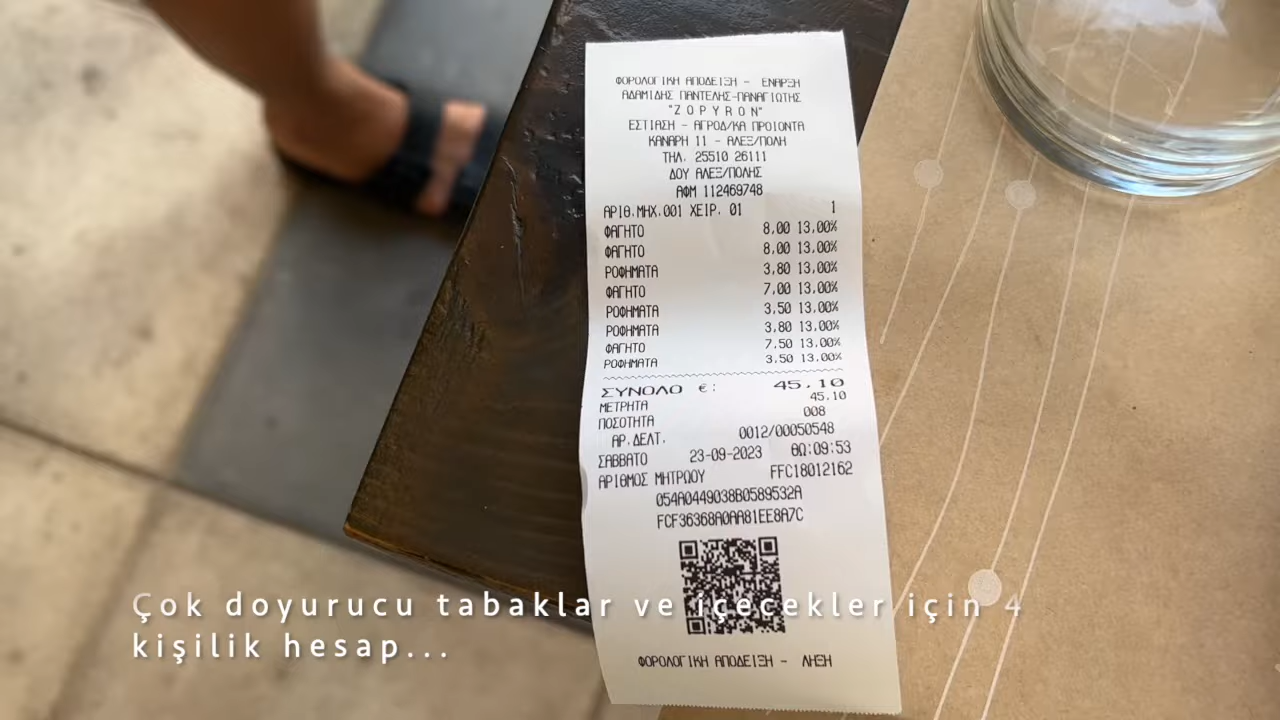 ΦΟΡΟΛΟΓΙΚΗ ΑΠΟΔΕΙΞΗ - ΕΝΑΡΞΗ
ΑΔΑΜΙΔΗΣ ΠΑΝΤΕΛΗΣ-ΠΑΝΑΓΙΩΤΗΣ
"Z O P Y R O N"
ΕΣΤΙΑΣΗ - ΑΓΡΟΔ/ΚΑ ΠΡΟΙΟΝΤΑ
ΚΑΝΑΡΗ 11 - ΑΛΕΞ/ΠΟΛΗ
ΤΗΛ. 25510 26111
ΔΟΥ ΑΛΕΞ/ΠΟΛΗΣ
ΑΦΜ 112469748
ΑΡΙΘ.ΜΗΧ.001 ΧΕΙΡ. 01 1
ΦΑΓΗΤΟ 8,00 13,00%
ΦΑΓΗΤΟ 8,00 13,00%
ΡΟΦΗΜΑΤΑ 3,80 13,00%
ΦΑΓΗΤΟ 7,00 13,00%
ΡΟΦΗΜΑΤΑ 3,50 13,00%
ΡΟΦΗΜΑΤΑ 3,80 13,00%
ΦΑΓΗΤΟ 7,50 13,00%
ΡΟΦΗΜΑΤΑ 3,50 13,00%
ΣΥΝΟΛΟ €: 45,10
ΜΕΤΡΗΤΑ 45,10
ΠΟΣΟΤΗΤΑ 008
ΑΡ.ΔΕΛΤ. 0012/00050548
ΣΑΒΒΑΤΟ 23-09-2023 ΘΩ:09:53
ΑΡΙΘΜΟΣ ΜΗΤΡΩΟΥ FFC18012162
054A0449038B0589532A
FCF36368A0AA81EE8A7C
Çok doyurucu tabaklar ve içecekler için 4
kişilik hesap...
ΦΟΡΟΛΟΓΙΚΗ ΑΠΟΔΕΙΞΗ - ΛΗΞΗ